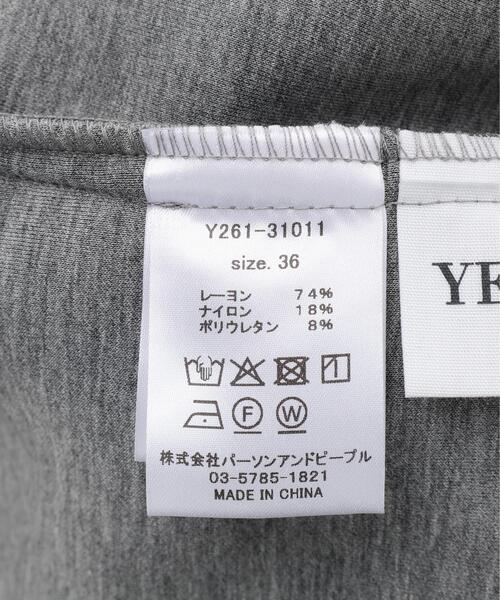 Y261-31011
size. 36
レーヨン 74%
ナイロン 18%
ポリウレタン 8%
F W
株式会社パーソンアンドピープル
03-5785-1821
MADE IN CHINA
YE